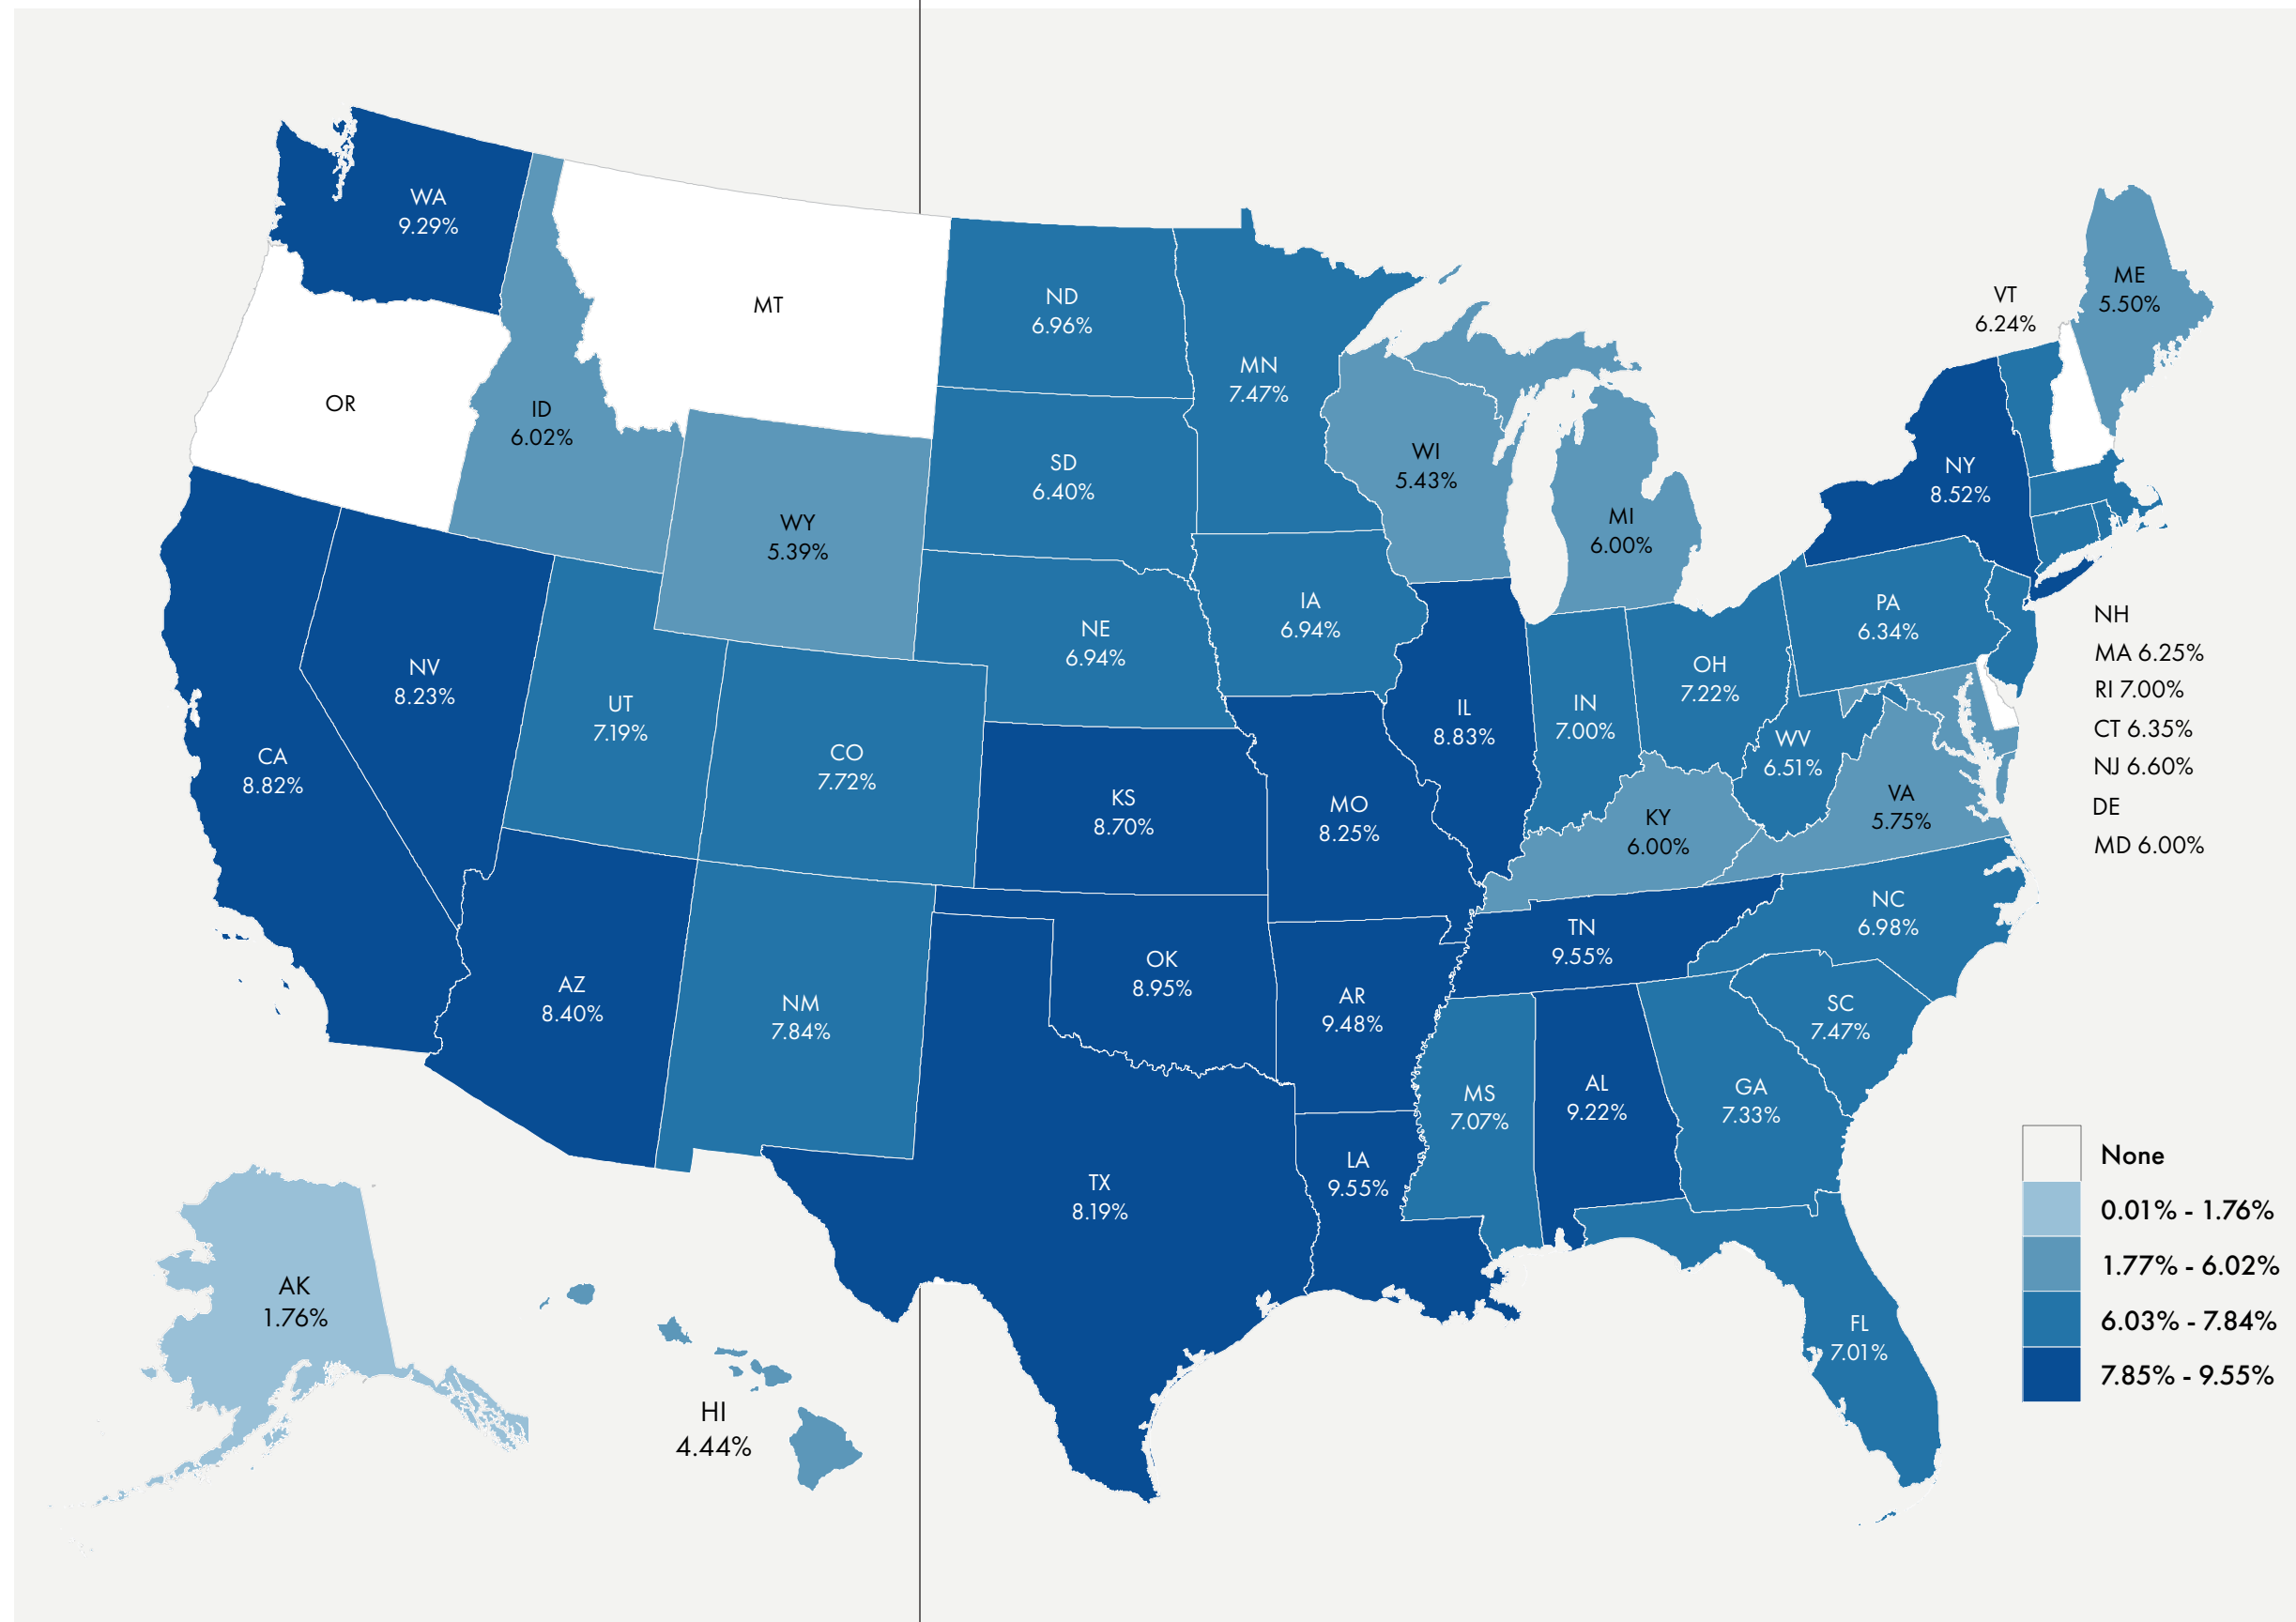 WA
9.29%
MT
OR
ID
6.02%
WY
5.39%
ND
6.96%
SD
6.40%
NE
6.94%
MN
7.47%
IA
6.94%
WI
5.43%
MI
6.00%
VT
6.24%
ME
5.50%
NY
8.52%
PA
6.34%
NH
MA 6.25%
RI 7.00%
CT 6.35%
NJ 6.60%
DE
MD 6.00%
CA
8.82%
NV
8.23%
UT
7.19%
CO
7.72%
KS
8.70%
MO
8.25%
IL
8.83%
IN
7.00%
OH
7.22%
WV
6.51%
VA
5.75%
KY
6.00%
NC
6.98%
TN
9.55%
SC
7.47%
AZ
8.40%
NM
7.84%
OK
8.95%
AR
9.48%
MS
7.07%
AL
9.22%
GA
7.33%
TX
8.19%
LA
9.55%
FL
7.01%
AK
1.76%
HI
4.44%
None
0.01% - 1.76%
1.77% - 6.02%
6.03% - 7.84%
7.85% - 9.55%